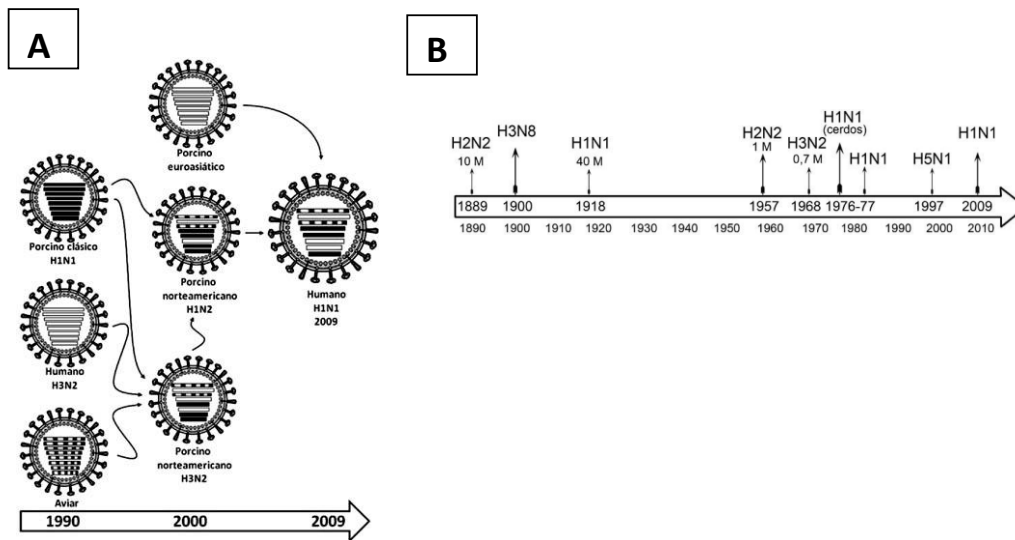 A
Porcino
euroasiático
Porcino clásico
H1N1
Porcino
norteamericano
H1N2
Humano
H1N1
2009
Humano
H3N2
Porcino
norteamericano
H3N2
Aviar
1990 2000 2009
B
H2N2 H3N8 H1N1 H2N2 H3N2 H1N1 H1N1 H5N1 H1N1
10 M 40 M 1 M 0,7 M (cerdos)
1889 1900 1918 1957 1968 1976-77 1997 2009
1890 1900 1910 1920 1930 1940 1950 1960 1970 1980 1990 2000 2010